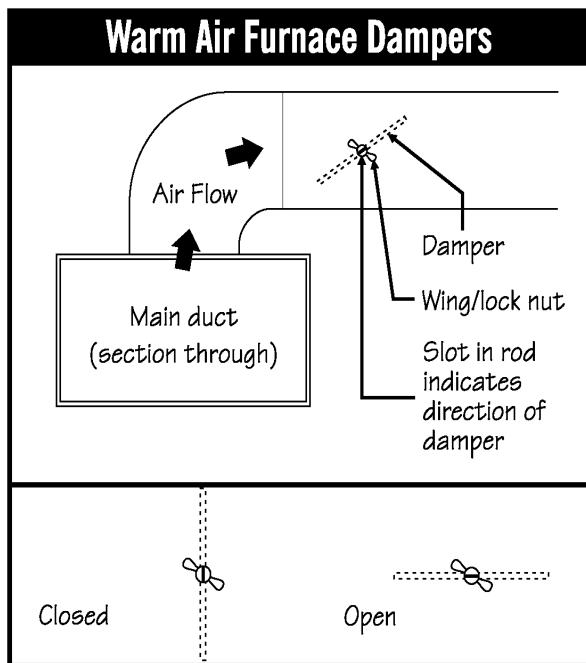 Warm Air Furnace Dampers
Air Flow
Main duct
(section through)
Damper
Wing/lock nut
Slot in rod
indicates
direction of
damper
Closed
Open